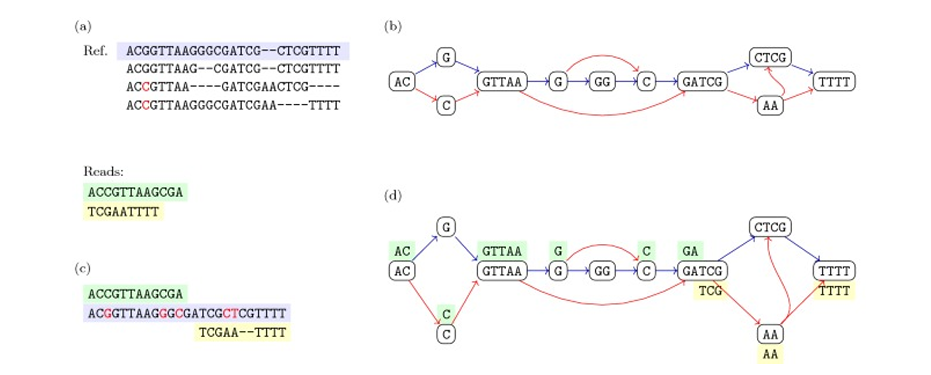 (a)
Ref. ACGGTTAAGGGCGATCG--CTCGTTTT
ACGGTTAAG--CGATCG--CTCGTTTT
ACCGTTAA----GATCGAACTCG----
ACCGTTAAGGGCGATCGAA----TTTT
Reads:
ACCGTTAAGCGA
TCGAATTTT
(c)
ACCGTTAAGCGA
ACGGTTAAGGGCGATCGCTCGTTTT
TCGAA--TTTT
(b)
G CTCG
AC GTTAA G GG C GATCG TTTT
C AA
(d)
G CTCG
AC GTTAA G C GA
AC GTTAA G GG C GATCG TTTT
TCG TTTT
C
C AA
AA